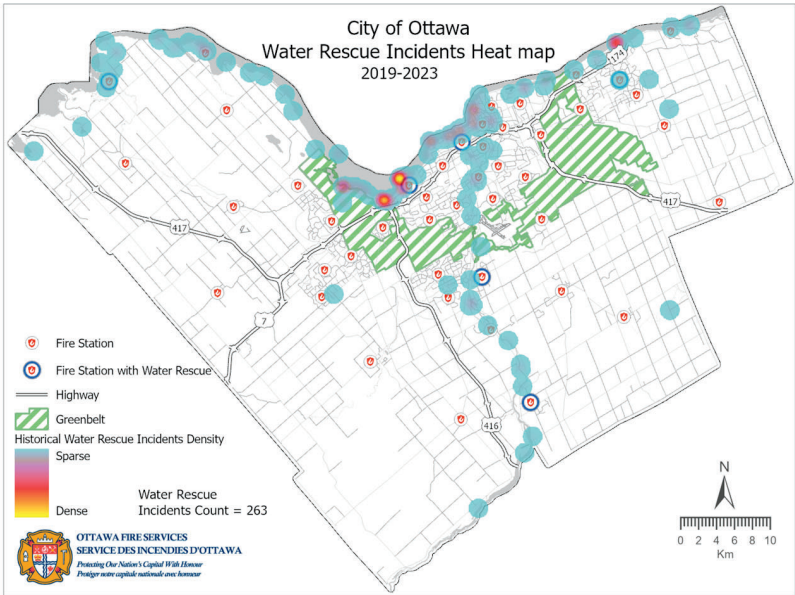 City of Ottawa
Water Rescue Incidents Heat map
2019-2023
174
417
417
7
416
Fire Station
Fire Station with Water Rescue
Highway
Greenbelt
Historical Water Rescue Incidents Density
Sparse
Dense
Water Rescue
Incidents Count = 263
N
0 2 4 6 8 10
Km
OTTAWA FIRE SERVICES
SERVICE DES INCENDIES D'OTTAWA
Protecting Our Nation's Capital With Honour
Protéger notre capitale nationale avec honneur